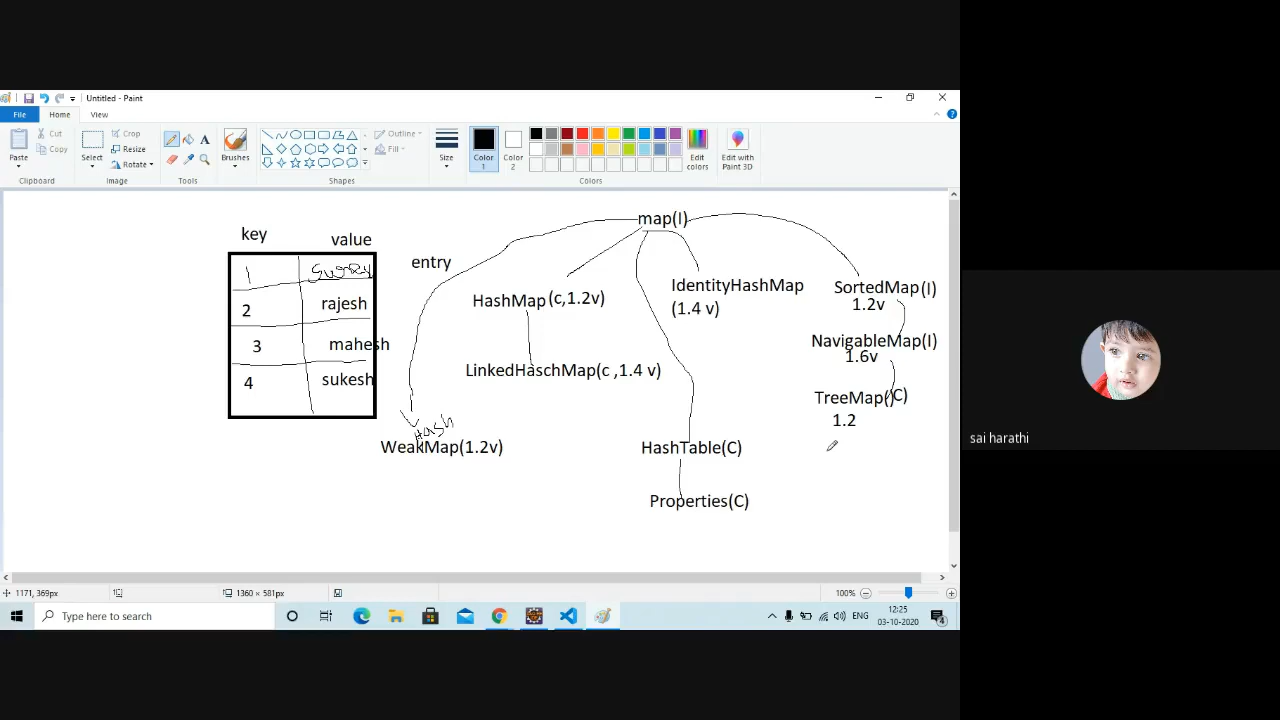 Untitled - Paint
File
Home
View
Paste
Cut
Copy
Clipboard
Select
Crop
Resize
Rotate
Image
Tools
Brushes
Shapes
Outline
Fill
Size
Color 1
Color 2
Colors
Edit colors
Edit with Paint 3D
map(I)
key
value
entry
1
2 rajesh
3 mahesh
4 sukesh
HashMap (c,1.2v)
LinkedHaschMap(c ,1.4 v)
Hash
WeakMap(1.2v)
IdentityHashMap
(1.4 v)
HashTable(C)
Properties(C)
SortedMap(I)
1.2v
NavigableMap(I)
1.6v
TreeMap()C)
1.2
sai harathi
1171, 369px
1360 × 581px
100%
Type here to search
ENG
12:25
03-10-2020
4